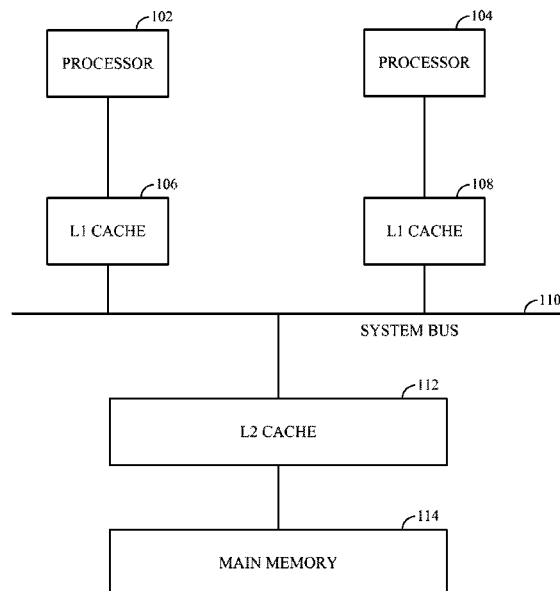 102
104
PROCESSOR
PROCESSOR
106
108
L1 CACHE
L1 CACHE
110
SYSTEM BUS
112
L2 CACHE
114
MAIN MEMORY